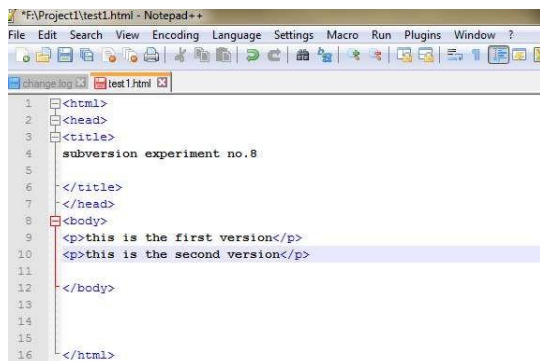 *F:\Project1\test1.html - Notepad++
File Edit Search View Encoding Language Settings Macro Run Plugins Window ?
change.log test1.html
1 <html>
2 <head>
3 <title>
4 subversion experiment no.8
5
6 </title>
7 </head>
8 <body>
9 <p>this is the first version</p>
10 <p>this is the second version</p>
11
12 </body>
13
14
15
16 </html>